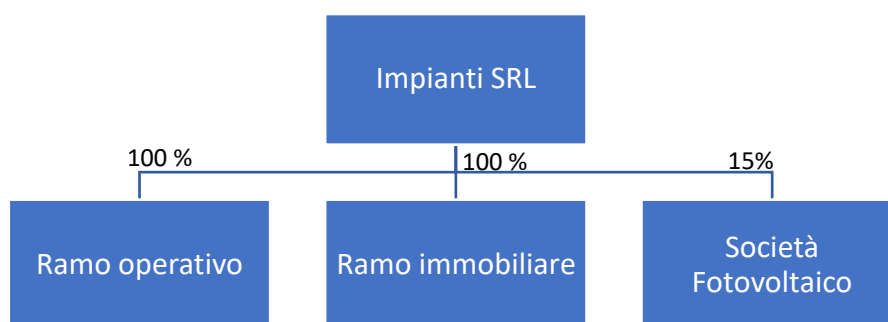 Impianti SRL
100 %
100 %
15%
Ramo operativo
Ramo immobiliare
Società
Fotovoltaico